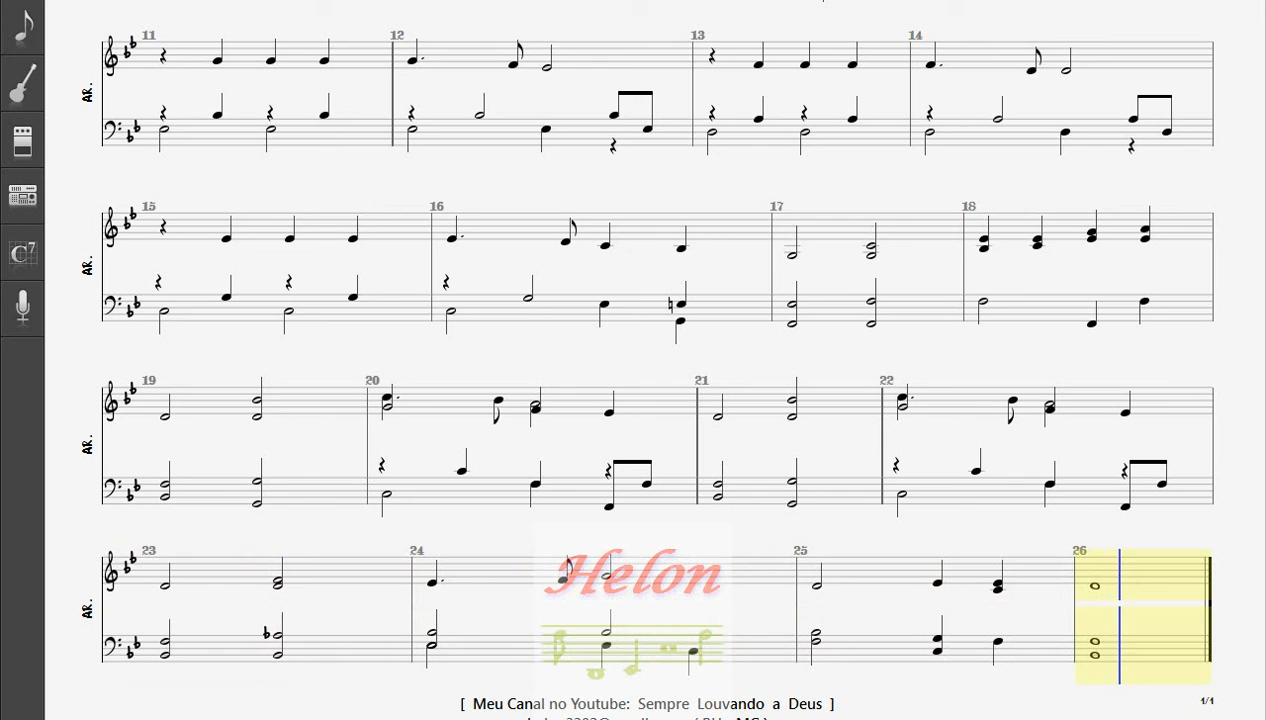 11 12 13 14
AR.
15 16 17 18
AR.
C7
19 20 21 22
AR.
23 24 25 26
AR.
Helon
[ Meu Canal no Youtube: Sempre Louvando a Deus ]
1/1